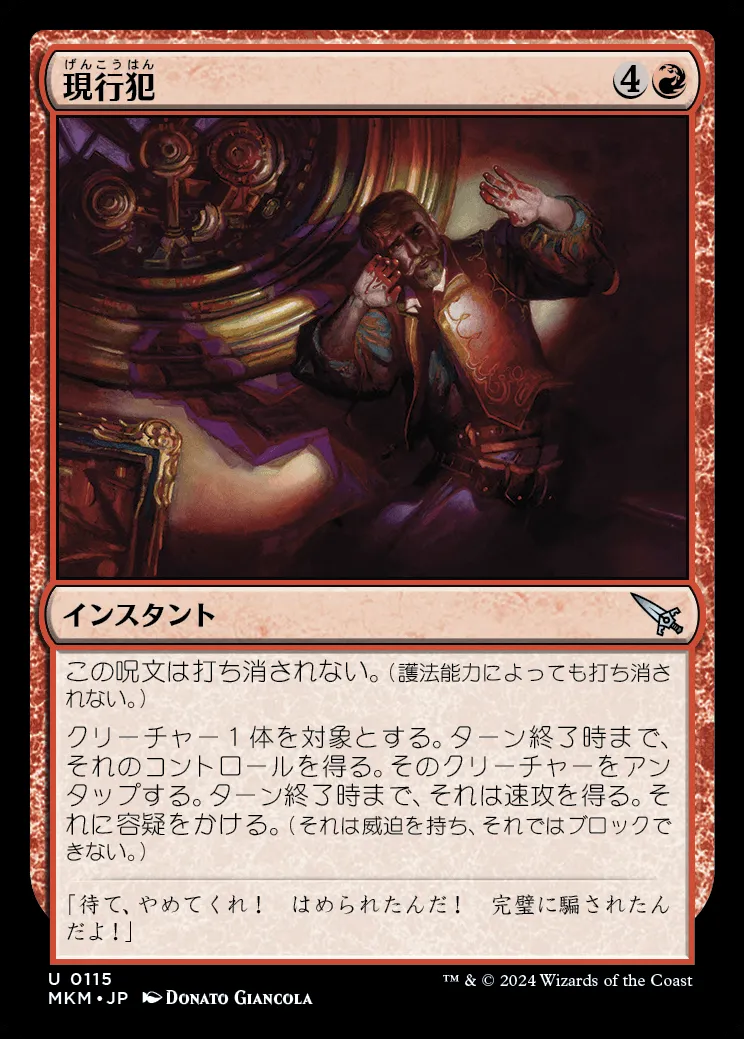 げんこうはん
現行犯
4
インスタント
この呪文は打ち消されない。(護法能力によっても打ち消さ
れない。)
クリーチャー1体を対象とする。ターン終了時まで、
それのコントロールを得る。そのクリーチャーをアン
タップする。ターン終了時まで、それは速攻を得る。そ
れに容疑をかける。(それは威迫を持ち、それではブロックで
きない。)
「待て、やめてくれ! はめられたんだ! 完璧に騙されたん
だよ!」
U 0115
MKM・JP DONATO GIANCOLA
™ & © 2024 Wizards of the Coast